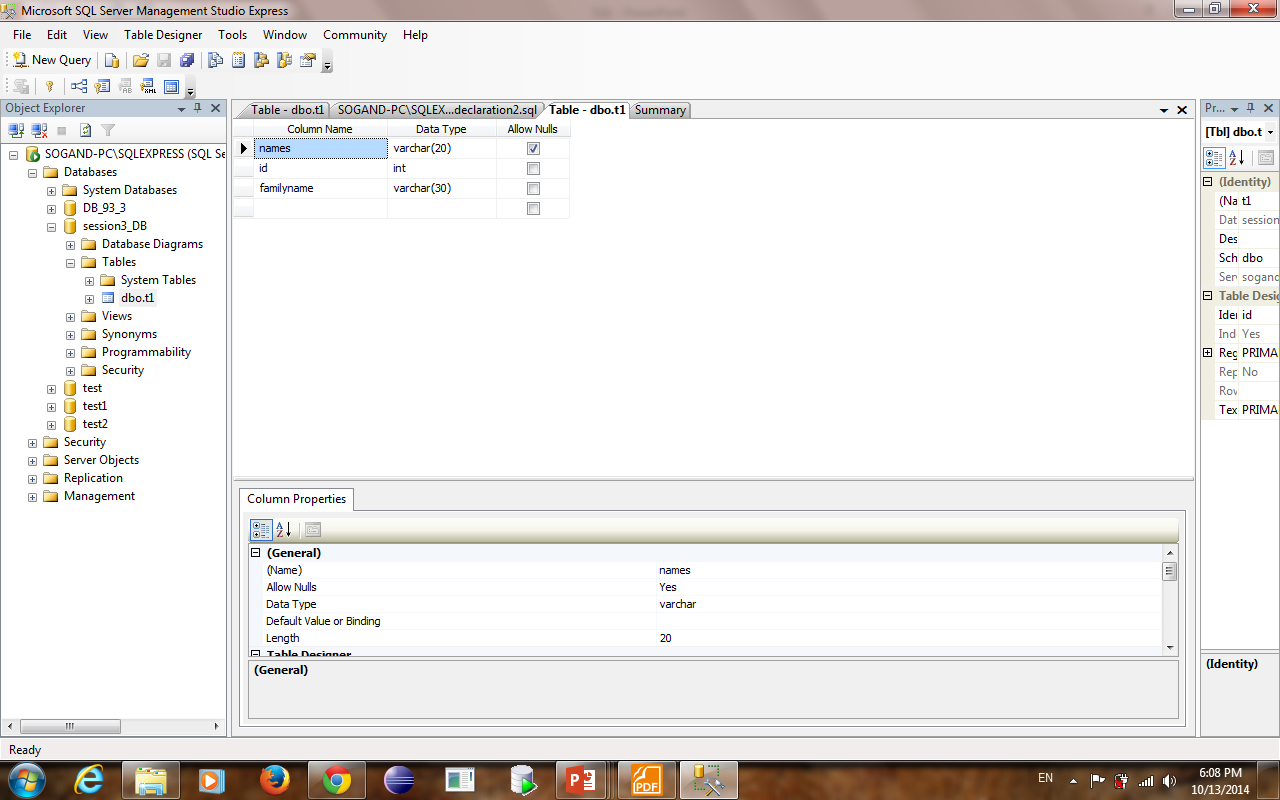 Microsoft SQL Server Management Studio Express
File Edit View Table Designer Tools Window Community Help
New Query
Object Explorer
SOGAND-PC\SQLEXPRESS (SQL Se
Databases
System Databases
DB_93_3
session3_DB
Database Diagrams
Tables
System Tables
dbo.t1
Views
Synonyms
Programmability
Security
test
test1
test2
Security
Server Objects
Replication
Management
Table - dbo.t1 SOGAND-PC\SQLEX...declaration2.sql Table - dbo.t1 Summary
Column Name Data Type Allow Nulls
names varchar(20)
id int
familyname varchar(30)
Column Properties
(General)
(Name) names
Allow Nulls Yes
Data Type varchar
Default Value or Binding
Length 20
Table Designer
(General)
Pr...
[Tbl] dbo.t
(Identity)
(Na t1
Dat session
Des
Sch dbo
Ser sogand
Table Desig
Ider id
Ind Yes
Reg PRIMA
Rep No
Rov
Tex PRIMA
(Identity)
Ready
PDF
EN
6:08 PM
10/13/2014